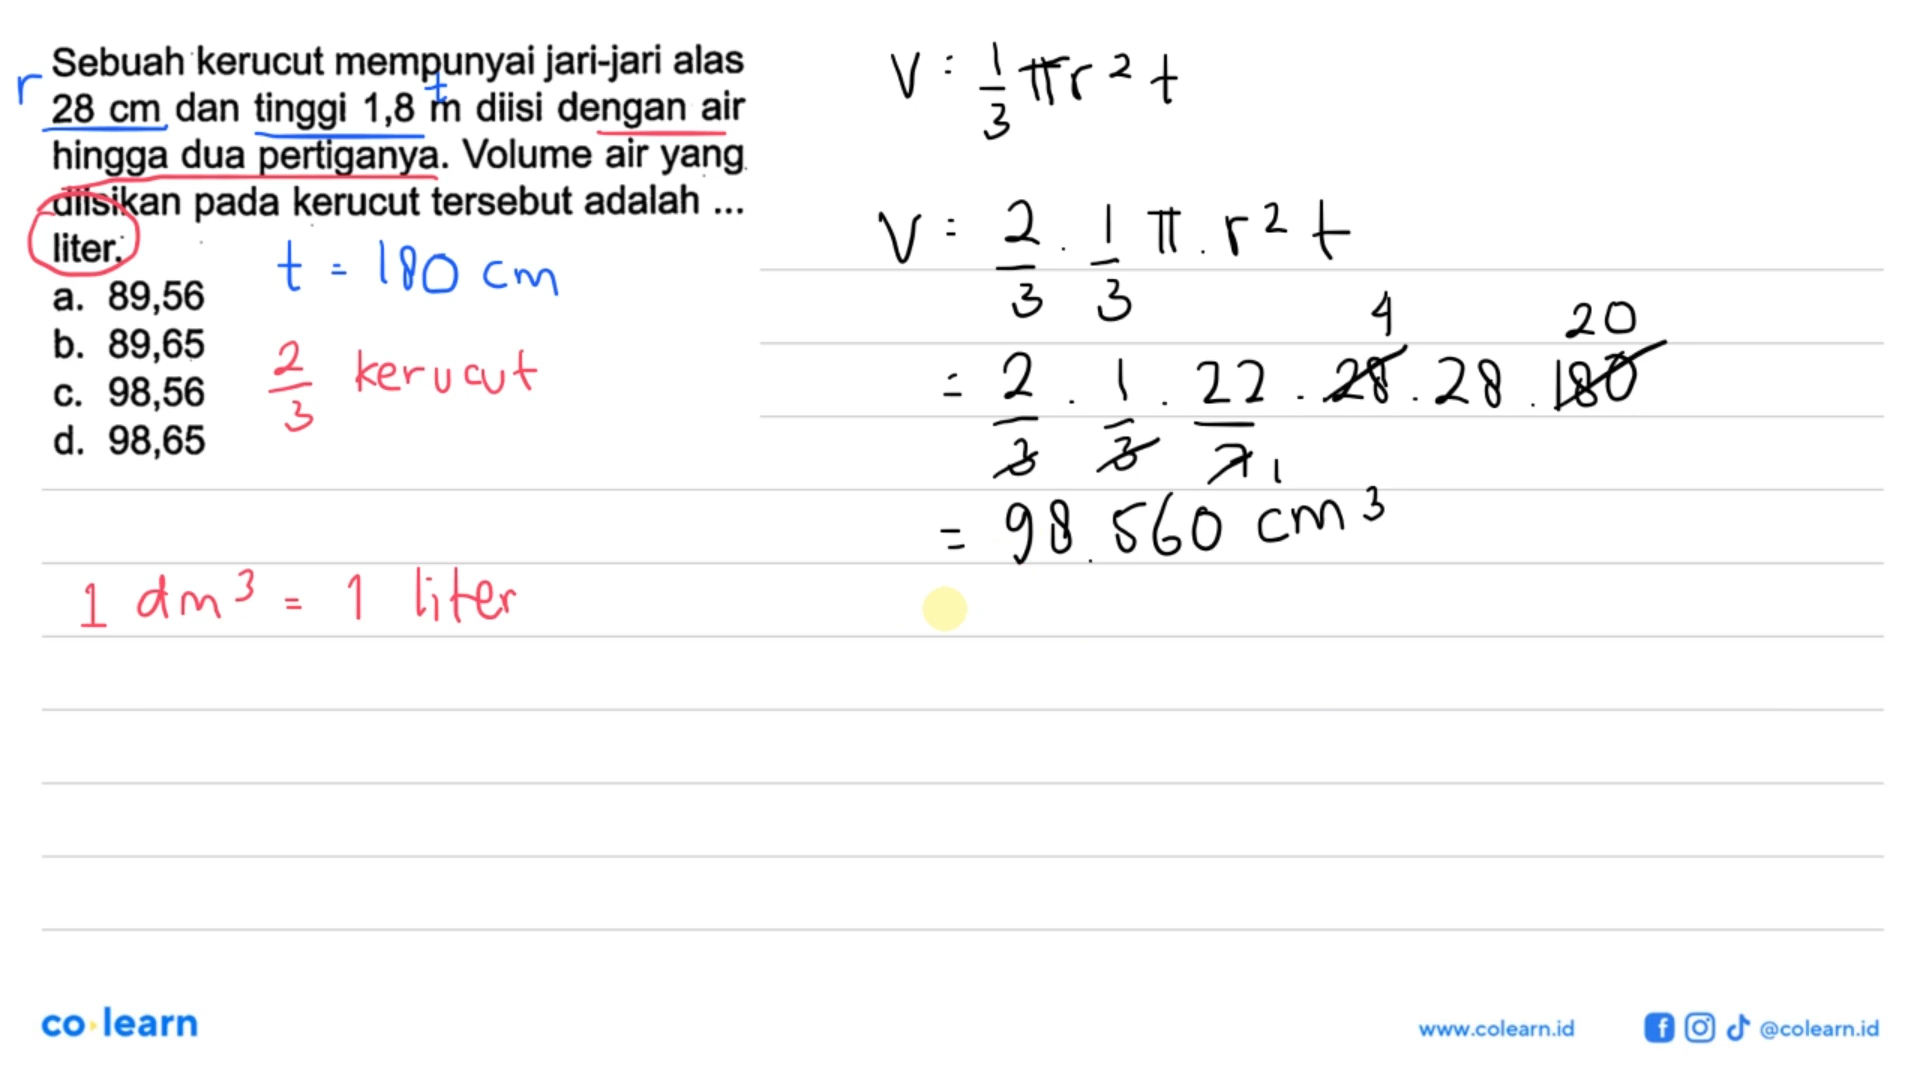 Sebuah kerucut mempunyai jari-jari alas
r 28 cm dan tinggi 1,8 m diisi dengan air
t
hingga dua pertiganya. Volume air yang
diisikan pada kerucut tersebut adalah ...
liter.
a. 89,56
b. 89,65
c. 98,56
d. 98,65
t = 180 cm
2/3 kerucut
1 dm³ = 1 liter
V = 1/3 π r² t
V = 2/3 . 1/3 π . r² t
4 20
= 2/3 . 1/3 . 22/7 . 28 . 28 . 180
1
= 98.560 cm³
co learn
www.colearn.id
@colearn.id